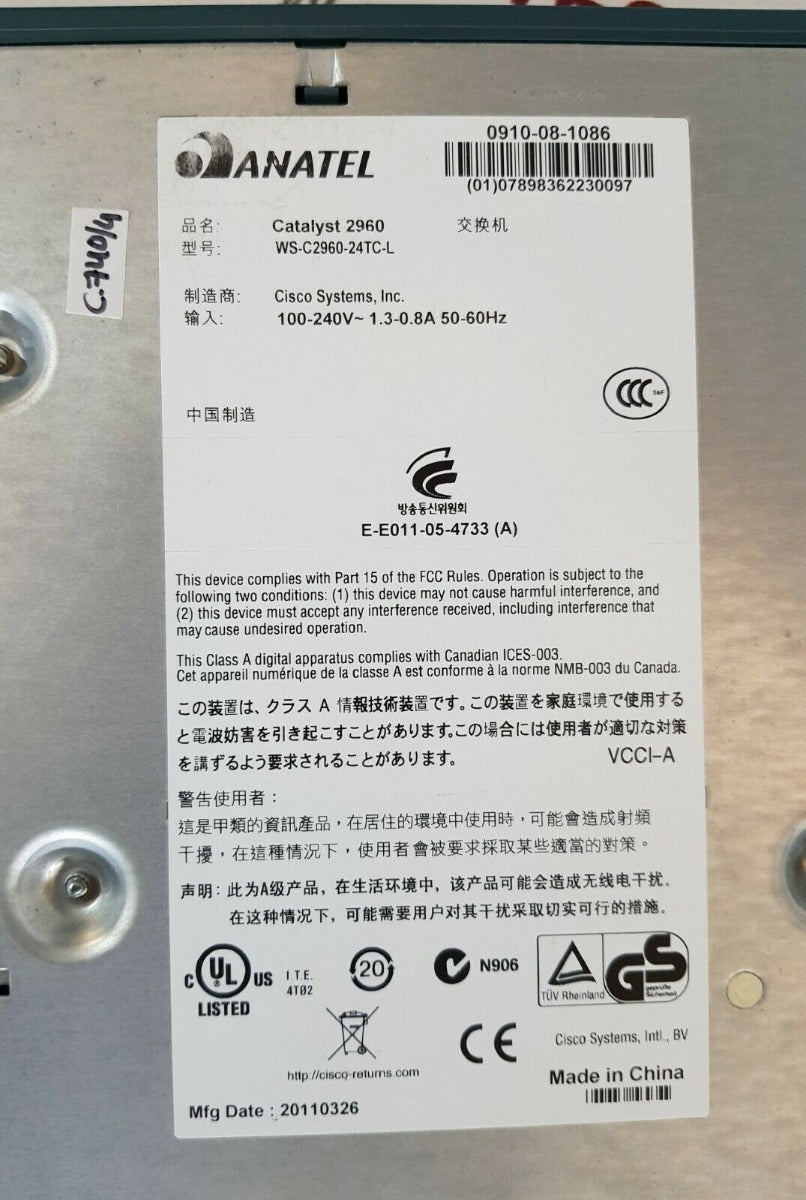 ANATEL
0910-08-1086
(01)07898362230097
品名: Catalyst 2960 交换机
型号: WS-C2960-24TC-L
制造商: Cisco Systems, Inc.
输入: 100-240V~ 1.3-0.8A 50-60Hz
CCC S&E
中国制造
방송통신위원회
E-E011-05-4733 (A)
This device complies with Part 15 of the FCC Rules. Operation is subject to the
following two conditions: (1) this device may not cause harmful interference, and
(2) this device must accept any interference received, including interference that
may cause undesired operation.
This Class A digital apparatus complies with Canadian ICES-003.
Cet appareil numérique de la classe A est conforme à la norme NMB-003 du Canada.
この装置は、クラス A 情報技術装置です。この装置を家庭環境で使用する
と電波妨害を引き起こすことがあります。この場合には使用者が適切な対策
を講ずるよう要求されることがあります。 VCCI-A
警告使用者：
這是甲類的資訊產品，在居住的環境中使用時，可能會造成射頻
干擾，在這種情況下，使用者會被要求採取某些適當的對策。
声明：此为A级产品，在生活环境中，该产品可能会造成无线电干扰。
在这种情况下，可能需要用户对其干扰采取切实可行的措施。
C UL US I.T.E. 20 N906 TÜV Rheinland GS geprüfte Sicherheit
LISTED 4T02
CE Cisco Systems, Intl., BV
http://cisco-returns.com Made in China
Mfg Date : 20110326